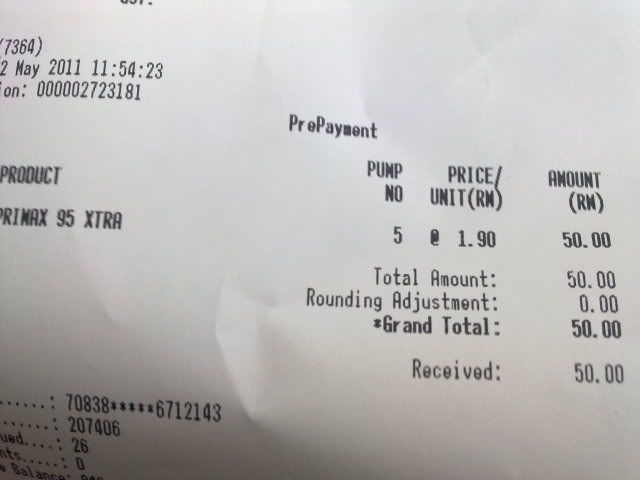 (7364)
2 May 2011 11:54:23
ion: 000002723181
PrePayment
PRODUCT PUMP NO PRICE/ UNIT(RM) AMOUNT (RM)
PRIMAX 95 XTRA 5 @ 1.90 50.00
Total Amount: 50.00
Rounding Adjustment: 0.00
*Grand Total: 50.00
Received: 50.00
......: 70838*****6712143
.......: 207406
ued....: 26
nts.....: 0
e Balance: